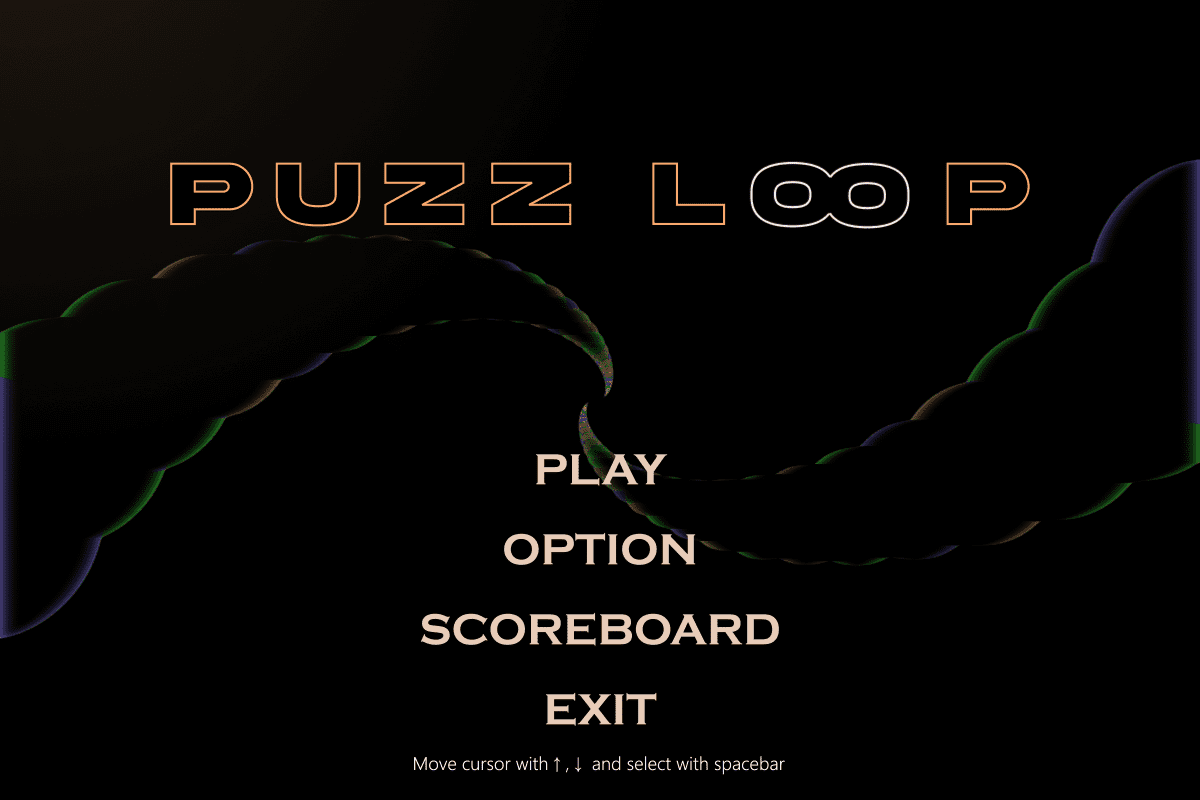 PUZZ LOOP
PLAY
OPTION
SCOREBOARD
EXIT
Move cursor with ↑,↓ and select with spacebar